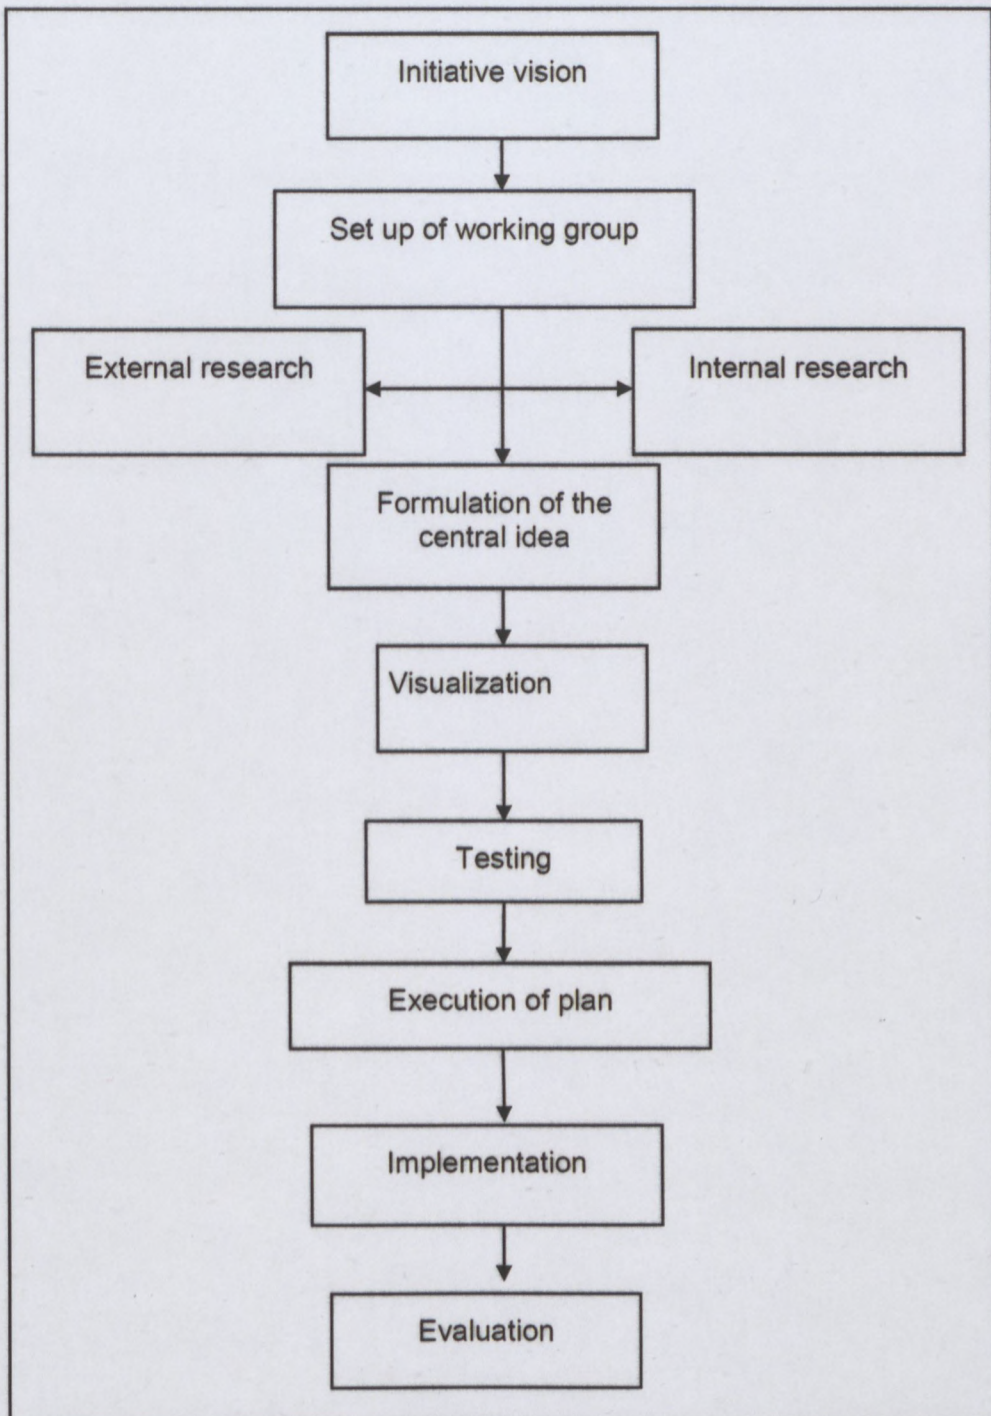 Initiative vision
Set up of working group
External research
Internal research
Formulation of the
central idea
Visualization
Testing
Execution of plan
Implementation
Evaluation